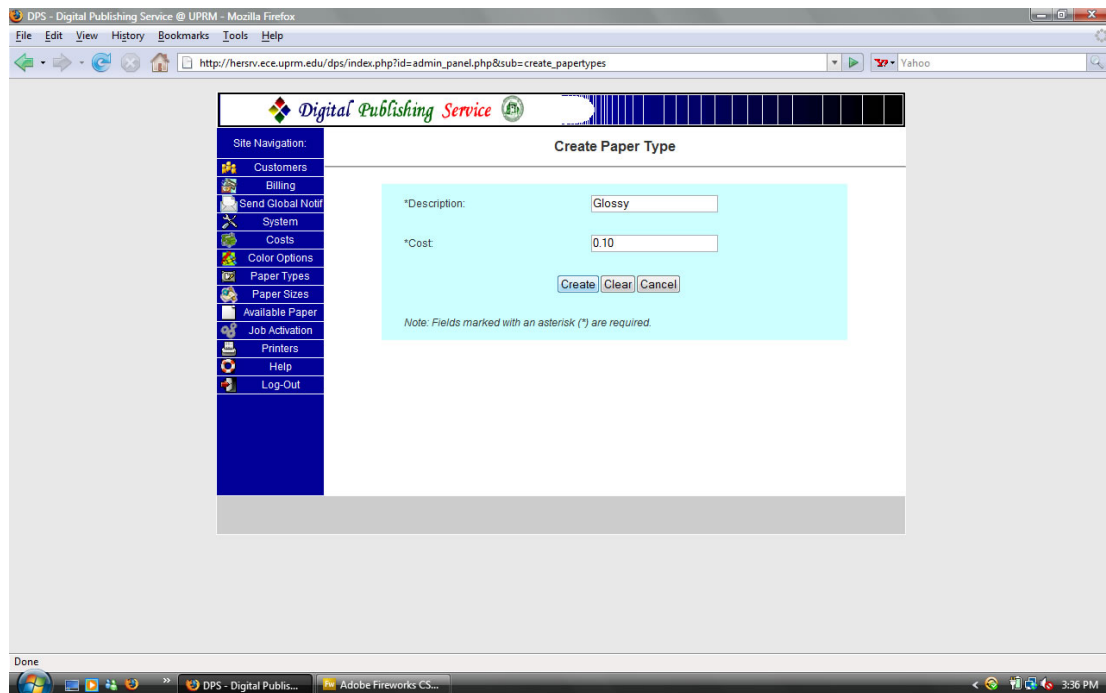 DPS - Digital Publishing Service @ UPRM - Mozilla Firefox
File Edit View History Bookmarks Tools Help
http://hersrv.ece.uprm.edu/dps/index.php?id=admin_panel.php&sub=create_papertypes
Yahoo
Digital Publishing Service
Site Navigation:
Create Paper Type
Customers
Billing
Send Global Notif
System
Costs
Color Options
Paper Types
Paper Sizes
Available Paper
Job Activation
Printers
Help
Log-Out
*Description: Glossy
*Cost: 0.10
Create Clear Cancel
Note: Fields marked with an asterisk (*) are required.
Done
DPS - Digital Publis... Fw Adobe Fireworks CS... 3:36 PM